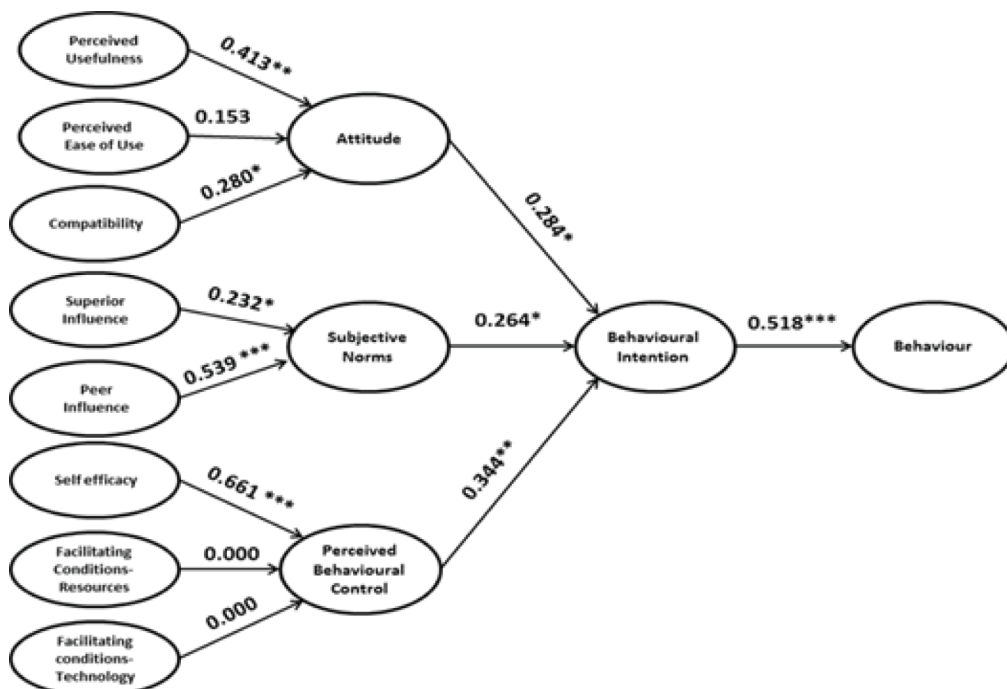 Perceived
Usefulness
0.413**
Perceived
Ease of Use
0.153
Attitude
Compatibility
0.280*
0.284*
Superior
Influence
0.232*
Subjective
Norms
0.264*
Behavioural
Intention
0.518***
Behaviour
Peer
Influence
0.539 ***
Self efficacy
0.661 ***
0.344**
Facilitating
Conditions-
Resources
0.000
Perceived
Behavioural
Control
Facilitating
conditions-
Technology
0.000